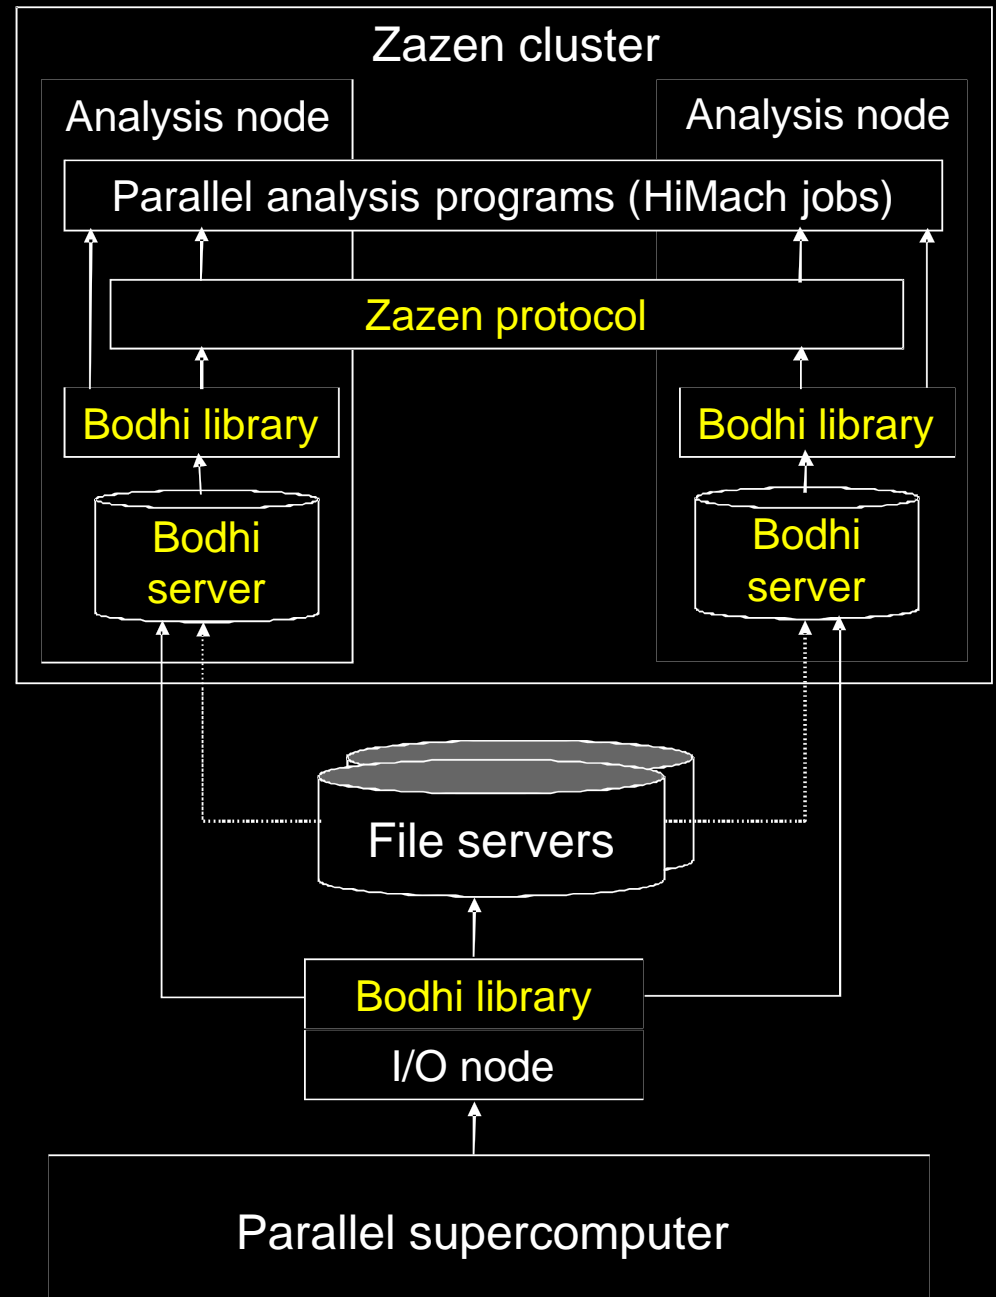 Zazen cluster
Analysis node
Analysis node
Parallel analysis programs (HiMach jobs)
Zazen protocol
Bodhi library
Bodhi library
Bodhi
server
Bodhi
server
File servers
Bodhi library
I/O node
Parallel supercomputer